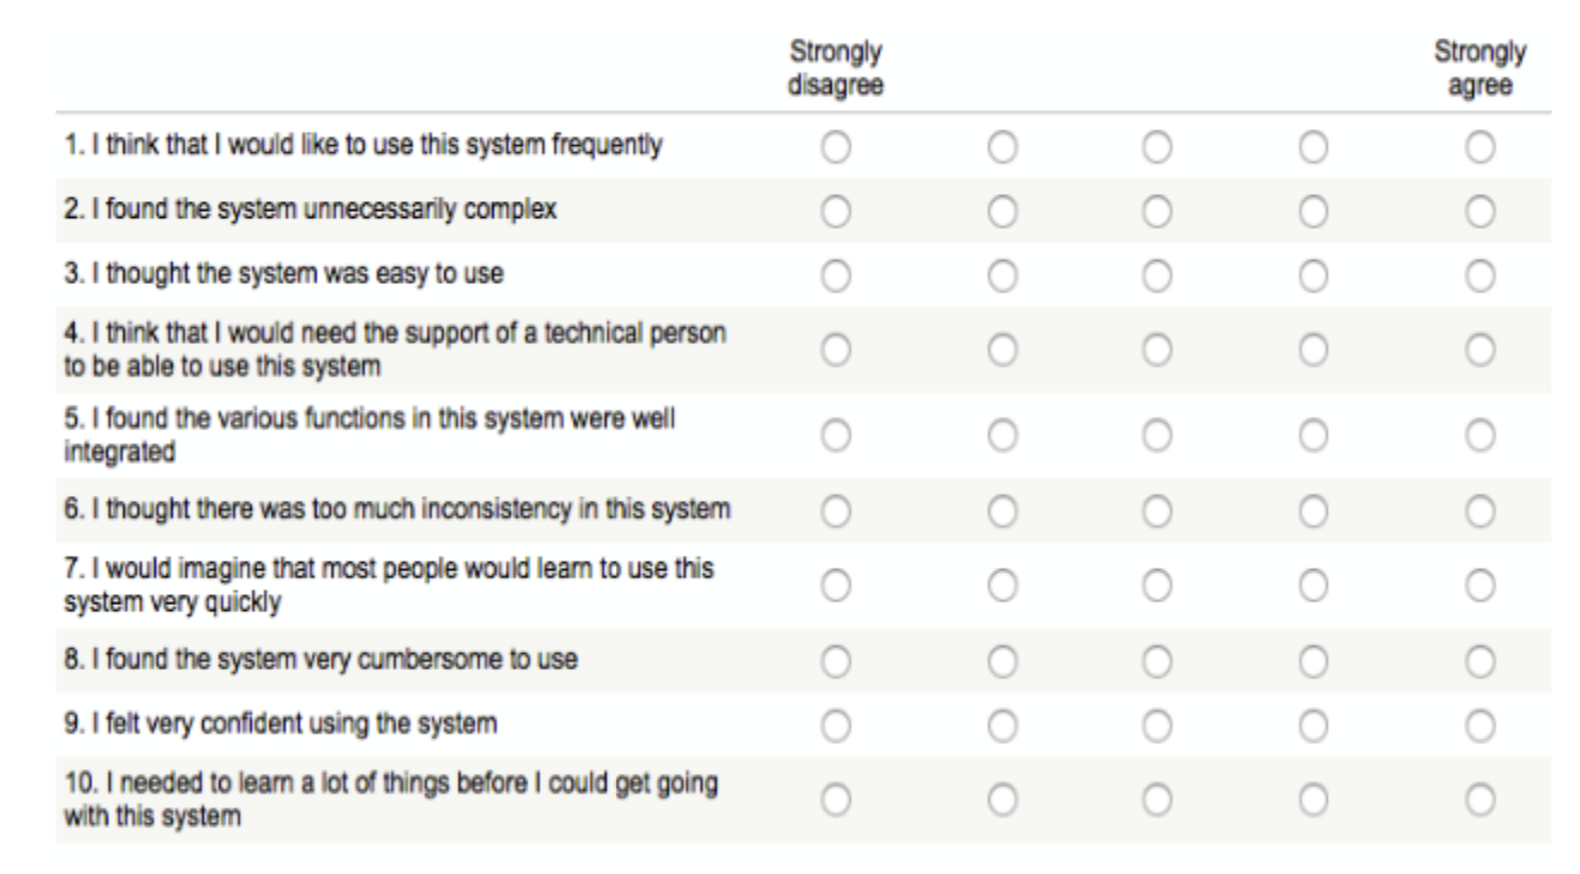 Strongly disagree
Strongly agree
1. I think that I would like to use this system frequently
2. I found the system unnecessarily complex
3. I thought the system was easy to use
4. I think that I would need the support of a technical person
to be able to use this system
5. I found the various functions in this system were well
integrated
6. I thought there was too much inconsistency in this system
7. I would imagine that most people would learn to use this
system very quickly
8. I found the system very cumbersome to use
9. I felt very confident using the system
10. I needed to learn a lot of things before I could get going
with this system